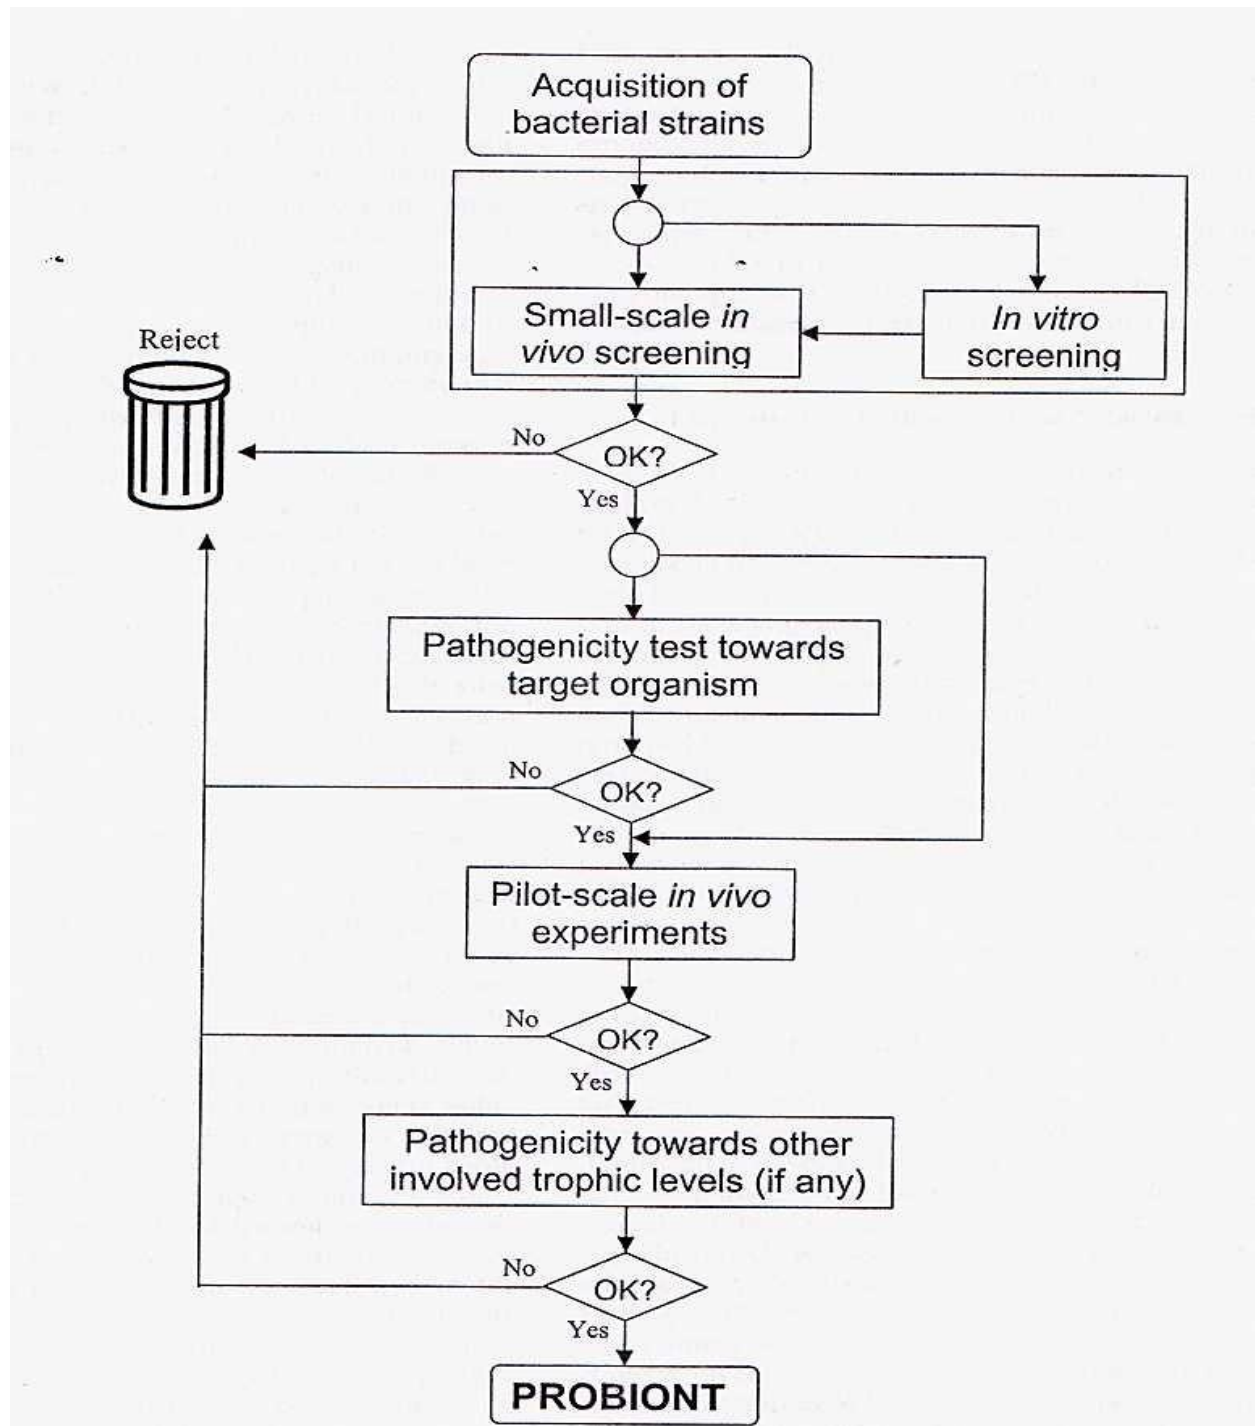 Acquisition of
bacterial strains
Small-scale in
vivo screening
In vitro
screening
Reject
No
OK?
Yes
Pathogenicity test towards
target organism
No
OK?
Yes
Pilot-scale in vivo
experiments
No
OK?
Yes
Pathogenicity towards other
involved trophic levels (if any)
No
OK?
Yes
PROBIONT